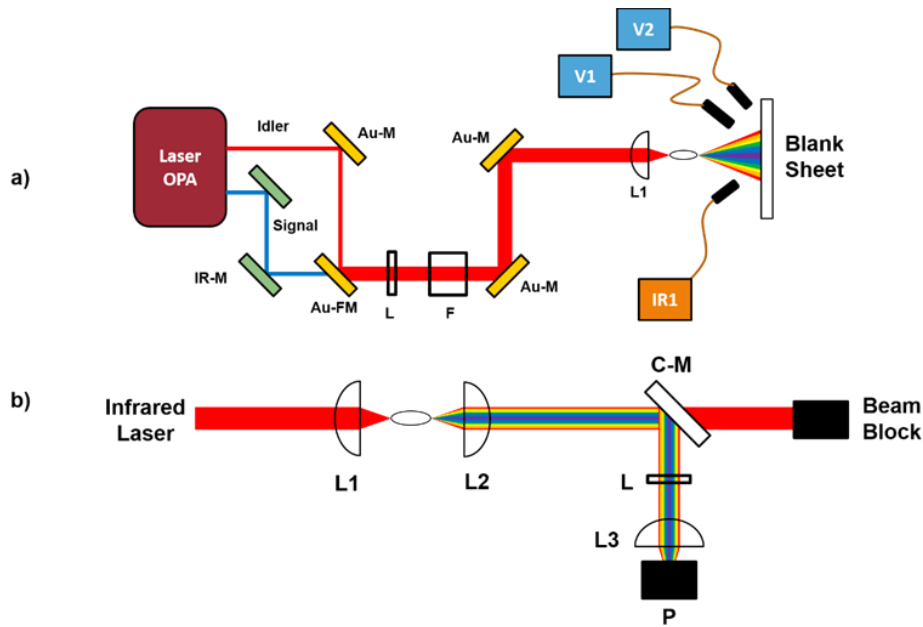 a)
Laser
OPA
Idler
Signal
IR-M
Au-M
Au-FM
L
F
Au-M
Au-M
L1
V1
V2
IR1
Blank
Sheet
b)
Infrared
Laser
L1
L2
C-M
Beam
Block
L
L3
P